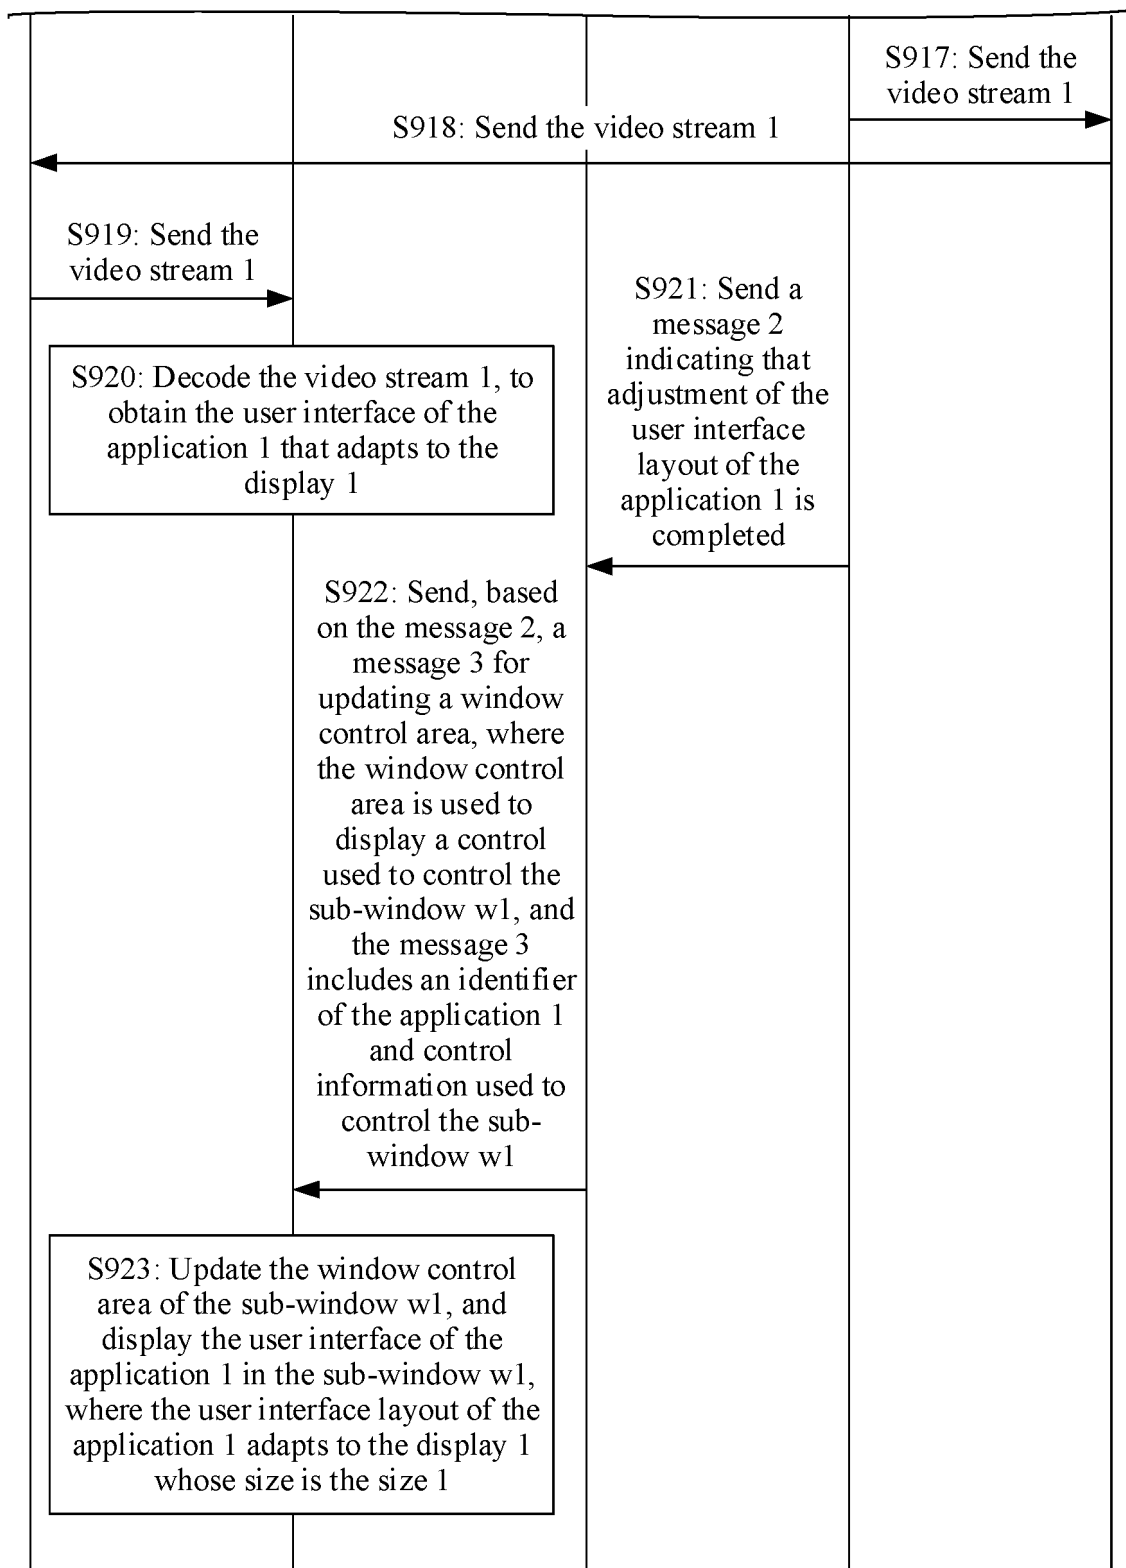 S917: Send the
video stream 1
S918: Send the video stream 1
S919: Send the
video stream 1
S920: Decode the video stream 1, to
obtain the user interface of the
application 1 that adapts to the
display 1
S921: Send a
message 2
indicating that
adjustment of the
user interface
layout of the
application 1 is
completed
S922: Send, based
on the message 2, a
message 3 for
updating a window
control area, where
the window control
area is used to
display a control
used to control the
sub-window w1, and
the message 3
includes an identifier
of the application 1
and control
information used to
control the sub-
window w1
S923: Update the window control
area of the sub-window w1, and
display the user interface of the
application 1 in the sub-window w1,
where the user interface layout of the
application 1 adapts to the display 1
whose size is the size 1